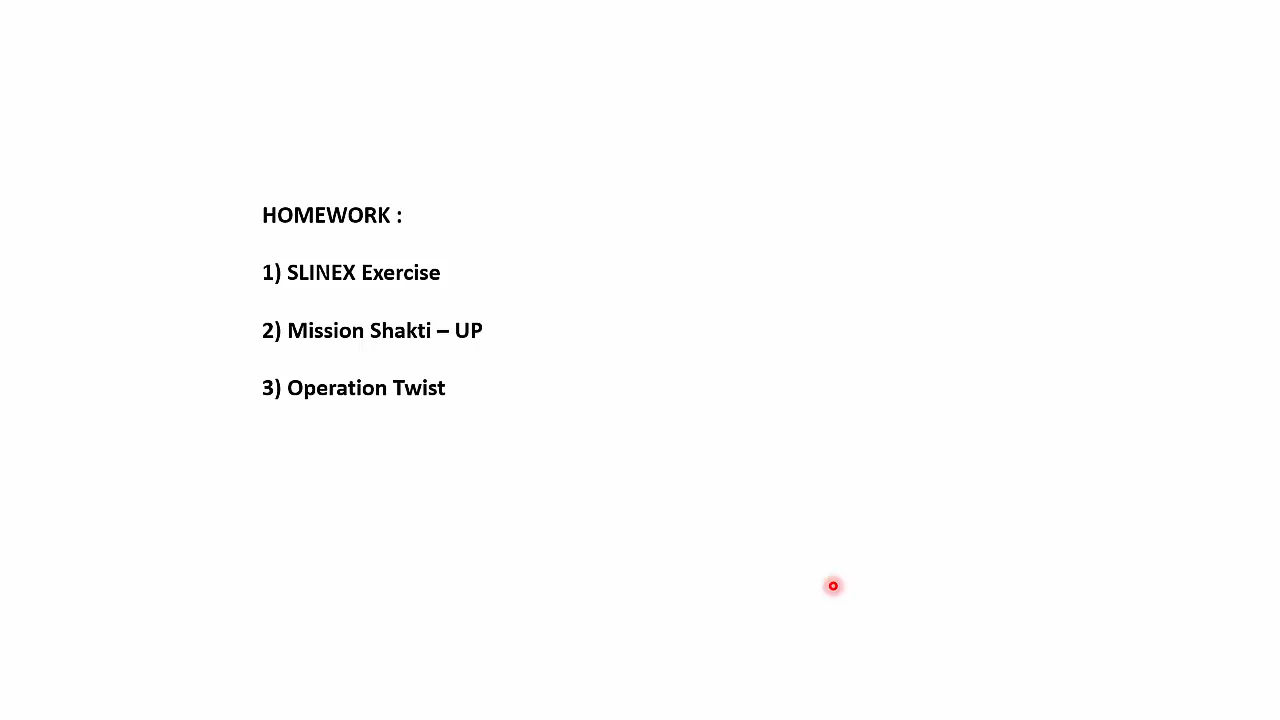 HOMEWORK :
1) SLINEX Exercise
2) Mission Shakti – UP
3) Operation Twist